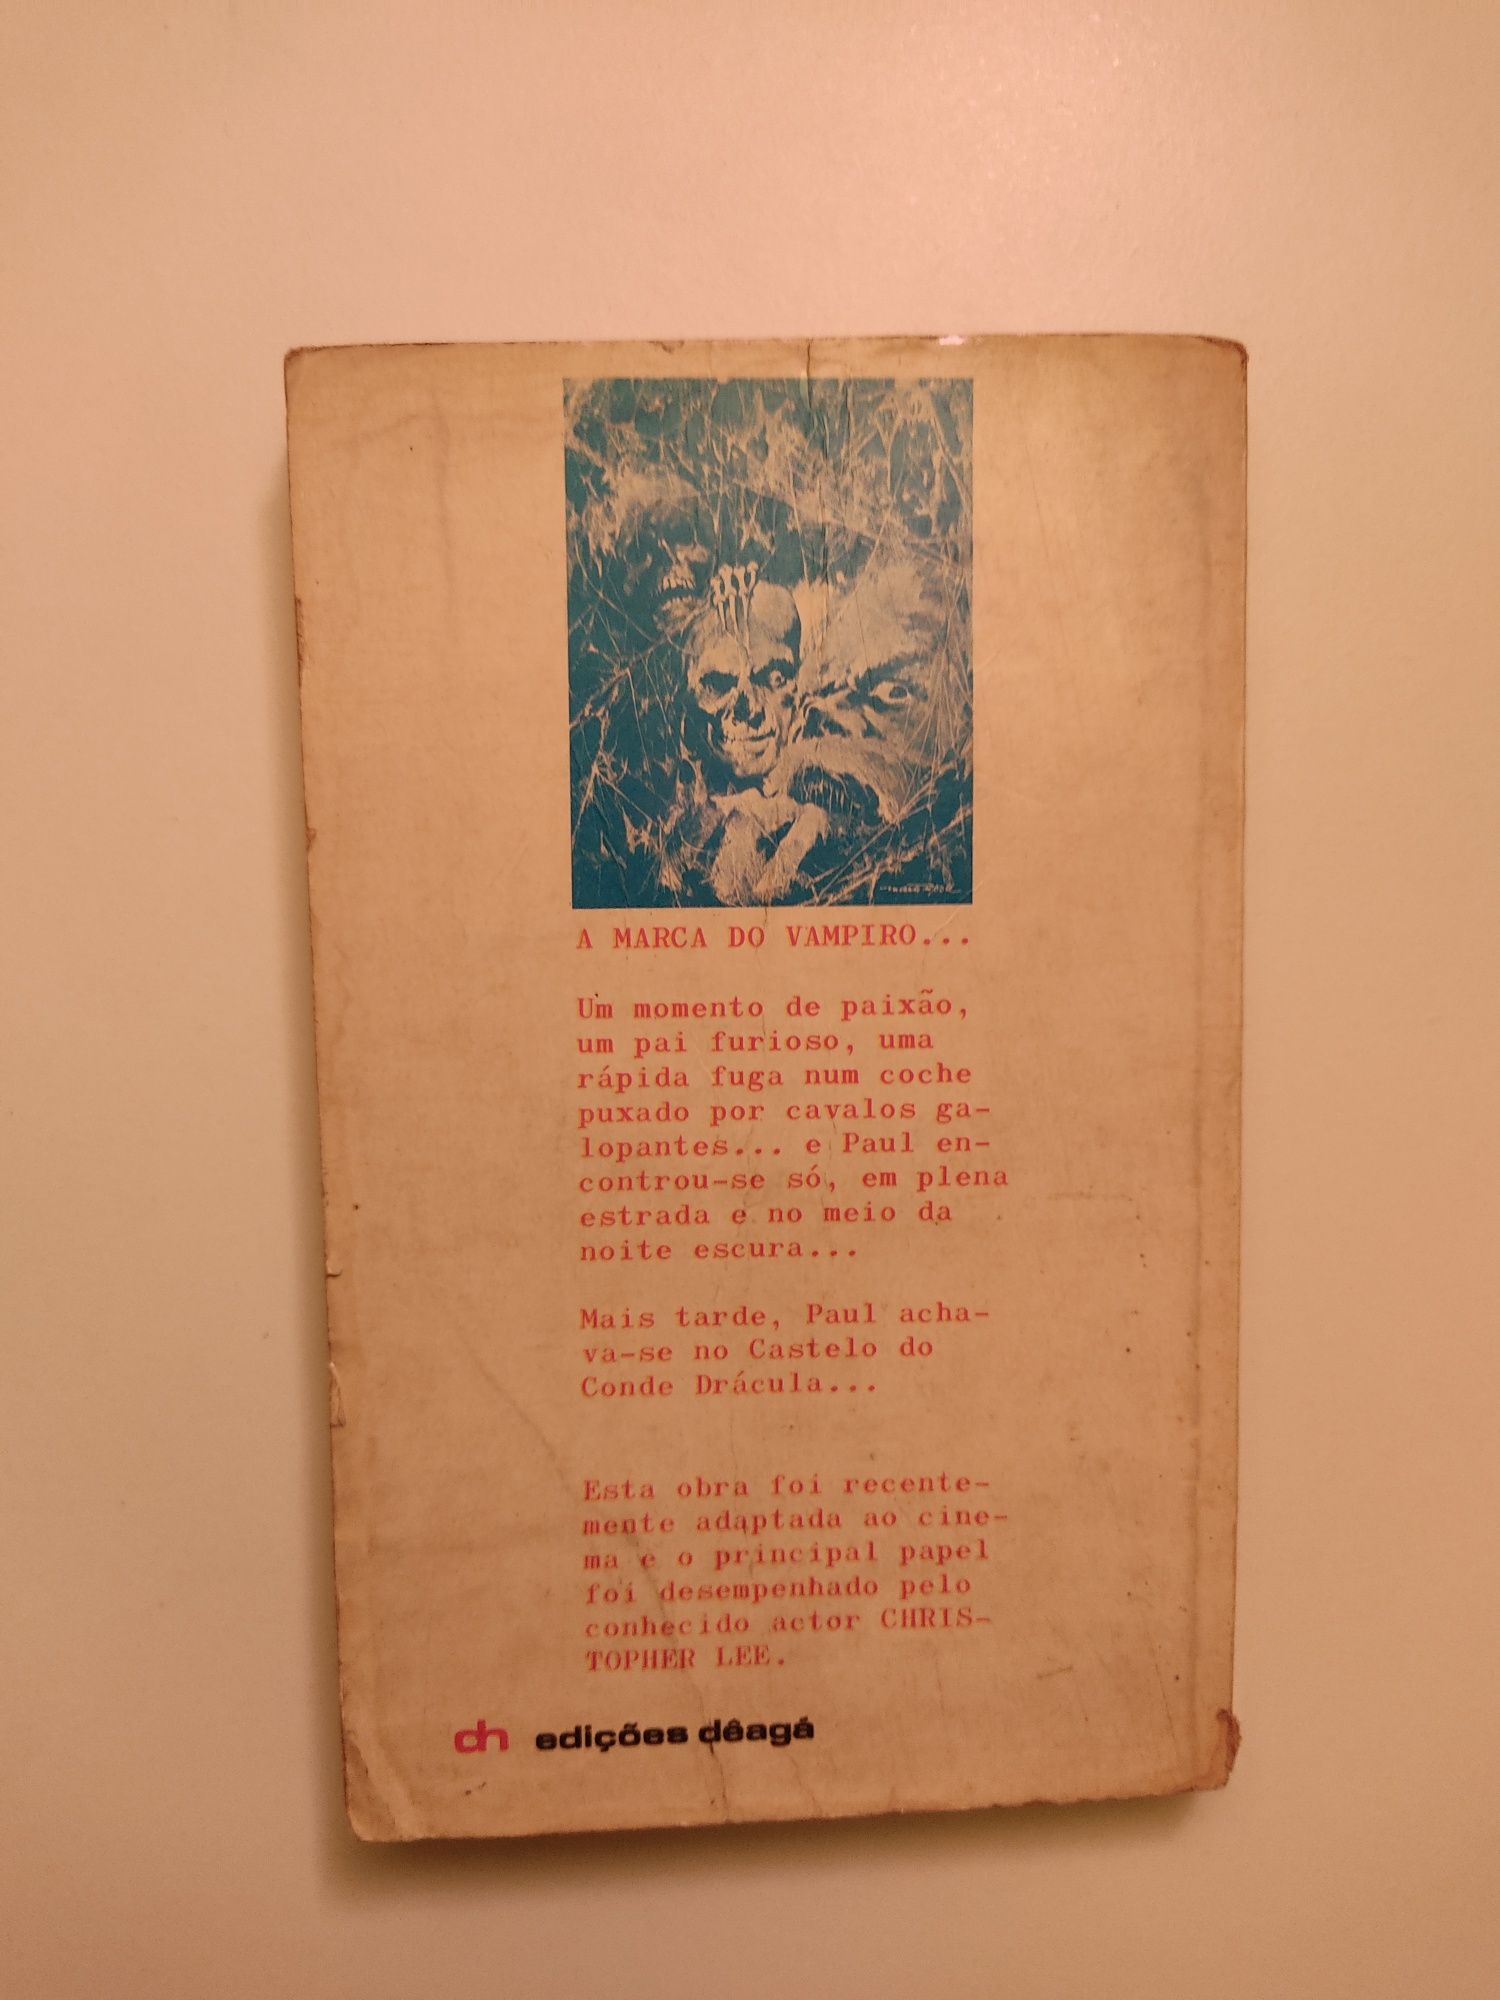 A MARCA DO VAMPIRO...
Um momento de paixão,
um pai furioso, uma
rápida fuga num coche
puxado por cavalos ga-
lopantes... e Paul en-
controu-se só, em plena
estrada e no meio da
noite escura...
Mais tarde, Paul acha-
va-se no Castelo do
Conde Drácula...
Esta obra foi recente-
mente adaptada ao cine-
ma e o principal papel
foi desempenhado pelo
conhecido actor CHRIS-
TOPHER LEE.
dh edições dêagá